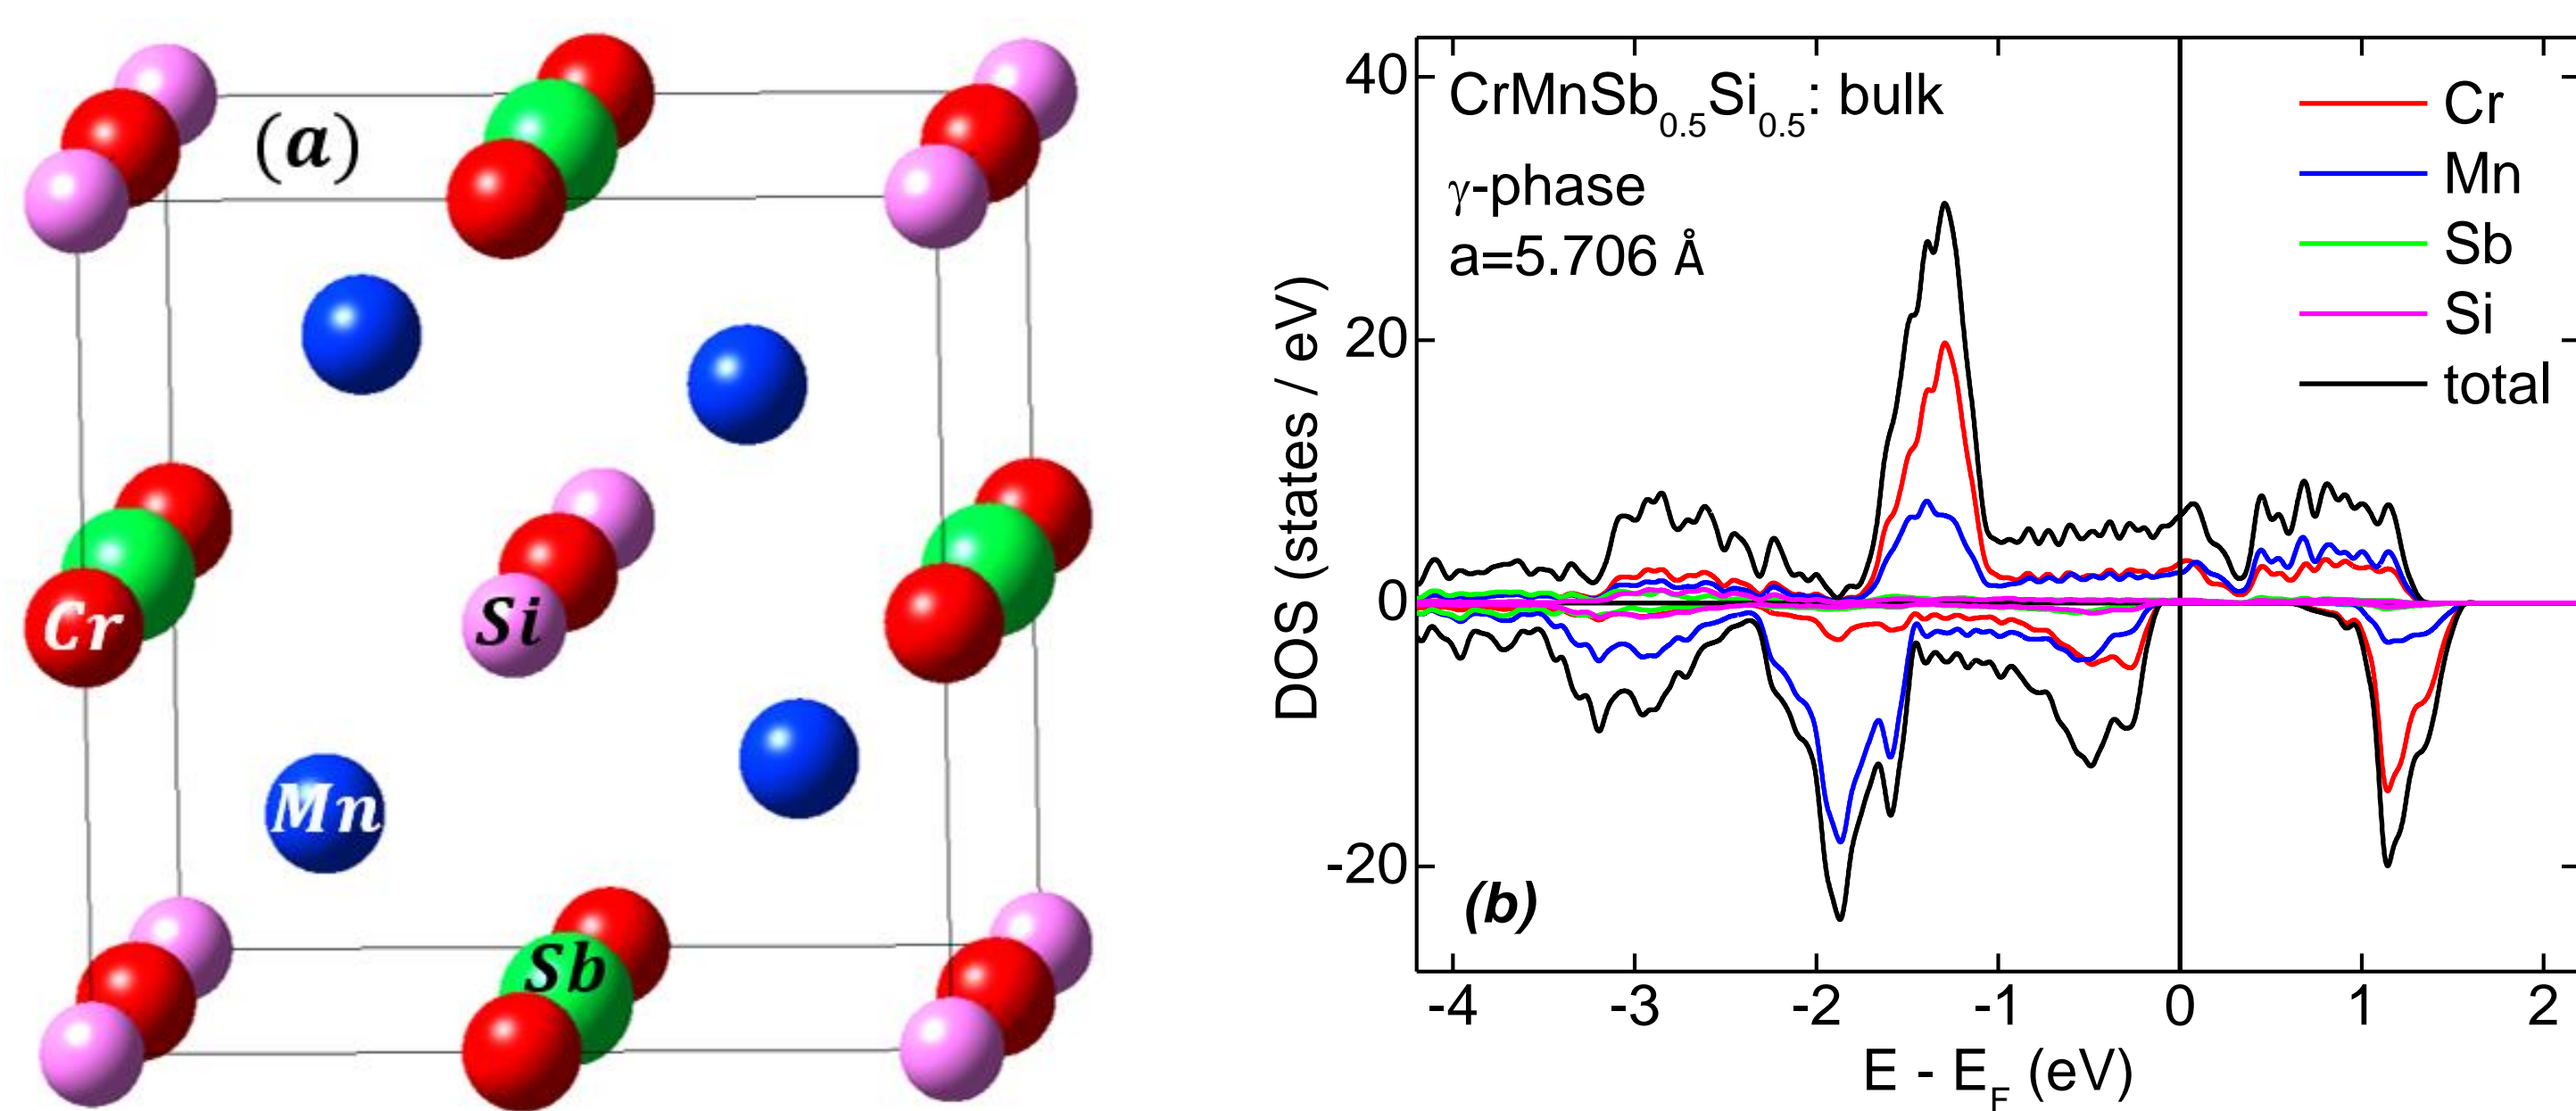 (a)
Cr
Si
Mn
Sb
CrMnSb0.5Si0.5: bulk
γ-phase
a=5.706 Å
Cr
Mn
Sb
Si
total
DOS (states / eV)
40
20
0
-20
(b)
-4 -3 -2 -1 0 1 2
E - EF (eV)